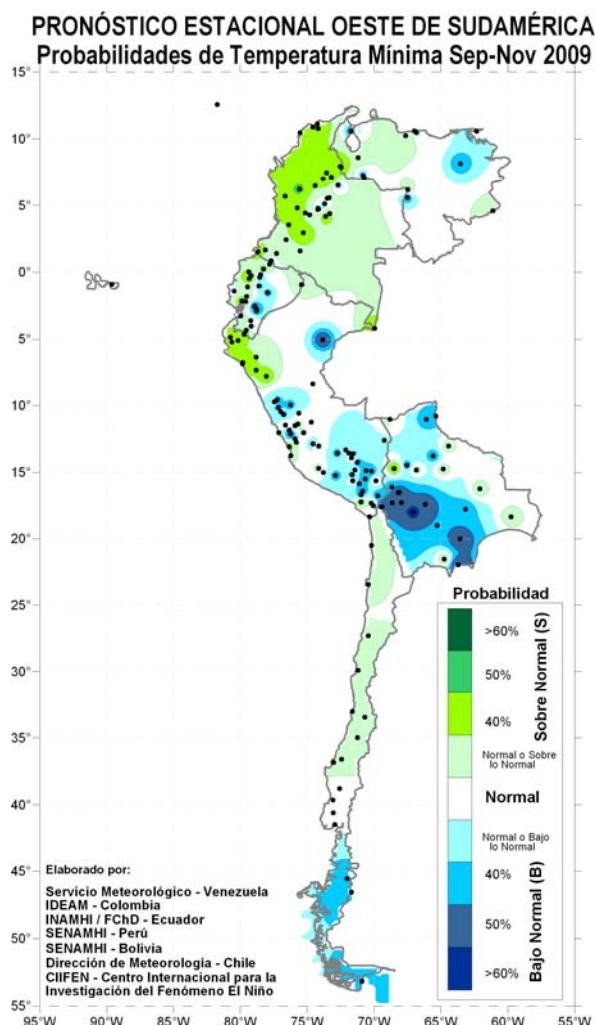 PRONÓSTICO ESTACIONAL OESTE DE SUDAMÉRICA
Probabilidades de Temperatura Mínima Sep-Nov 2009
15°
10°
5°
0°
5°
10°
15°
20°
25°
30°
35°
40°
45°
50°
55°
95°W
90°W
85°W
80°W
75°W
70°W
65°W
60°W
55°W
Probabilidad
>60%
50%
40%
Sobre Normal (S)
Normal o Sobre
lo Normal
Normal
Normal o Bajo
lo Normal
40%
50%
>60%
Bajo Normal (B)
Elaborado por:
Servicio Meteorológico - Venezuela
IDEAM - Colombia
INAMHI / FChD - Ecuador
SENAMHI - Perú
SENAMHI - Bolivia
Dirección de Meteorología - Chile
CIIFEN - Centro Internacional para la
Investigación del Fenómeno El Niño